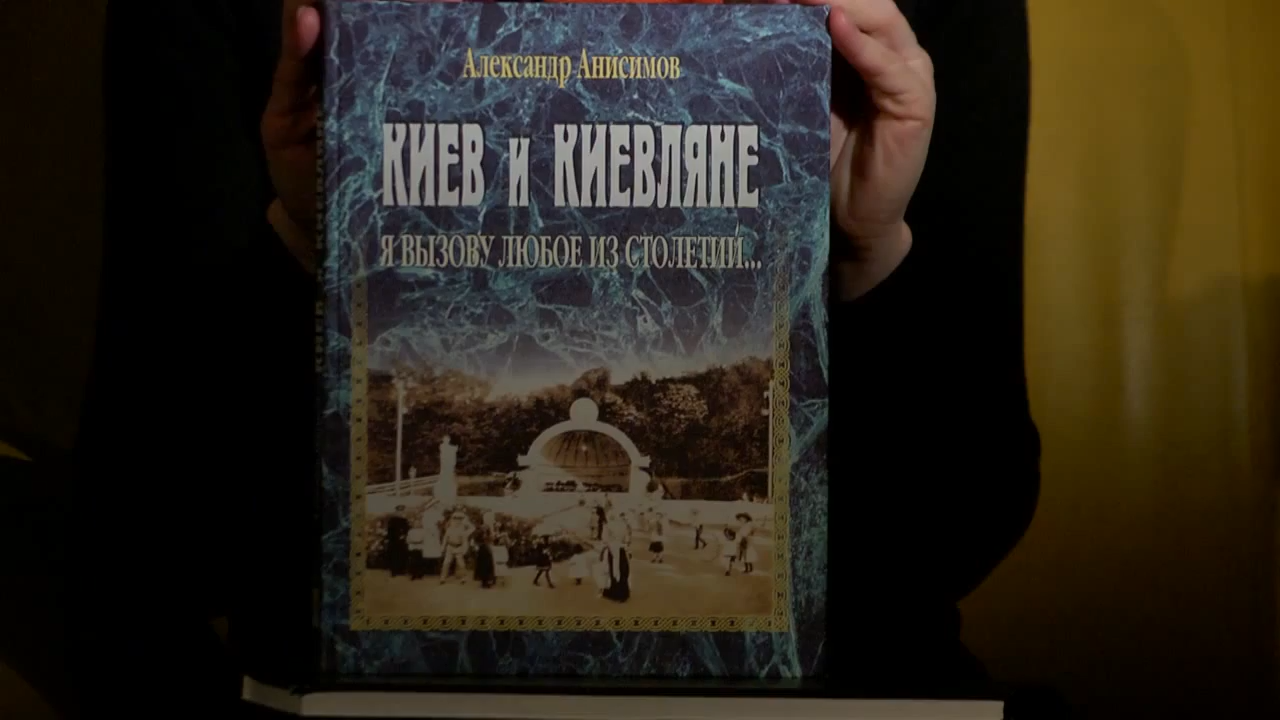 Александр Анисимов
КИЕВ и КИЕВЛЯНЕ
Я ВЫЗОВУ ЛЮБОЕ ИЗ СТОЛЕТИЙ...